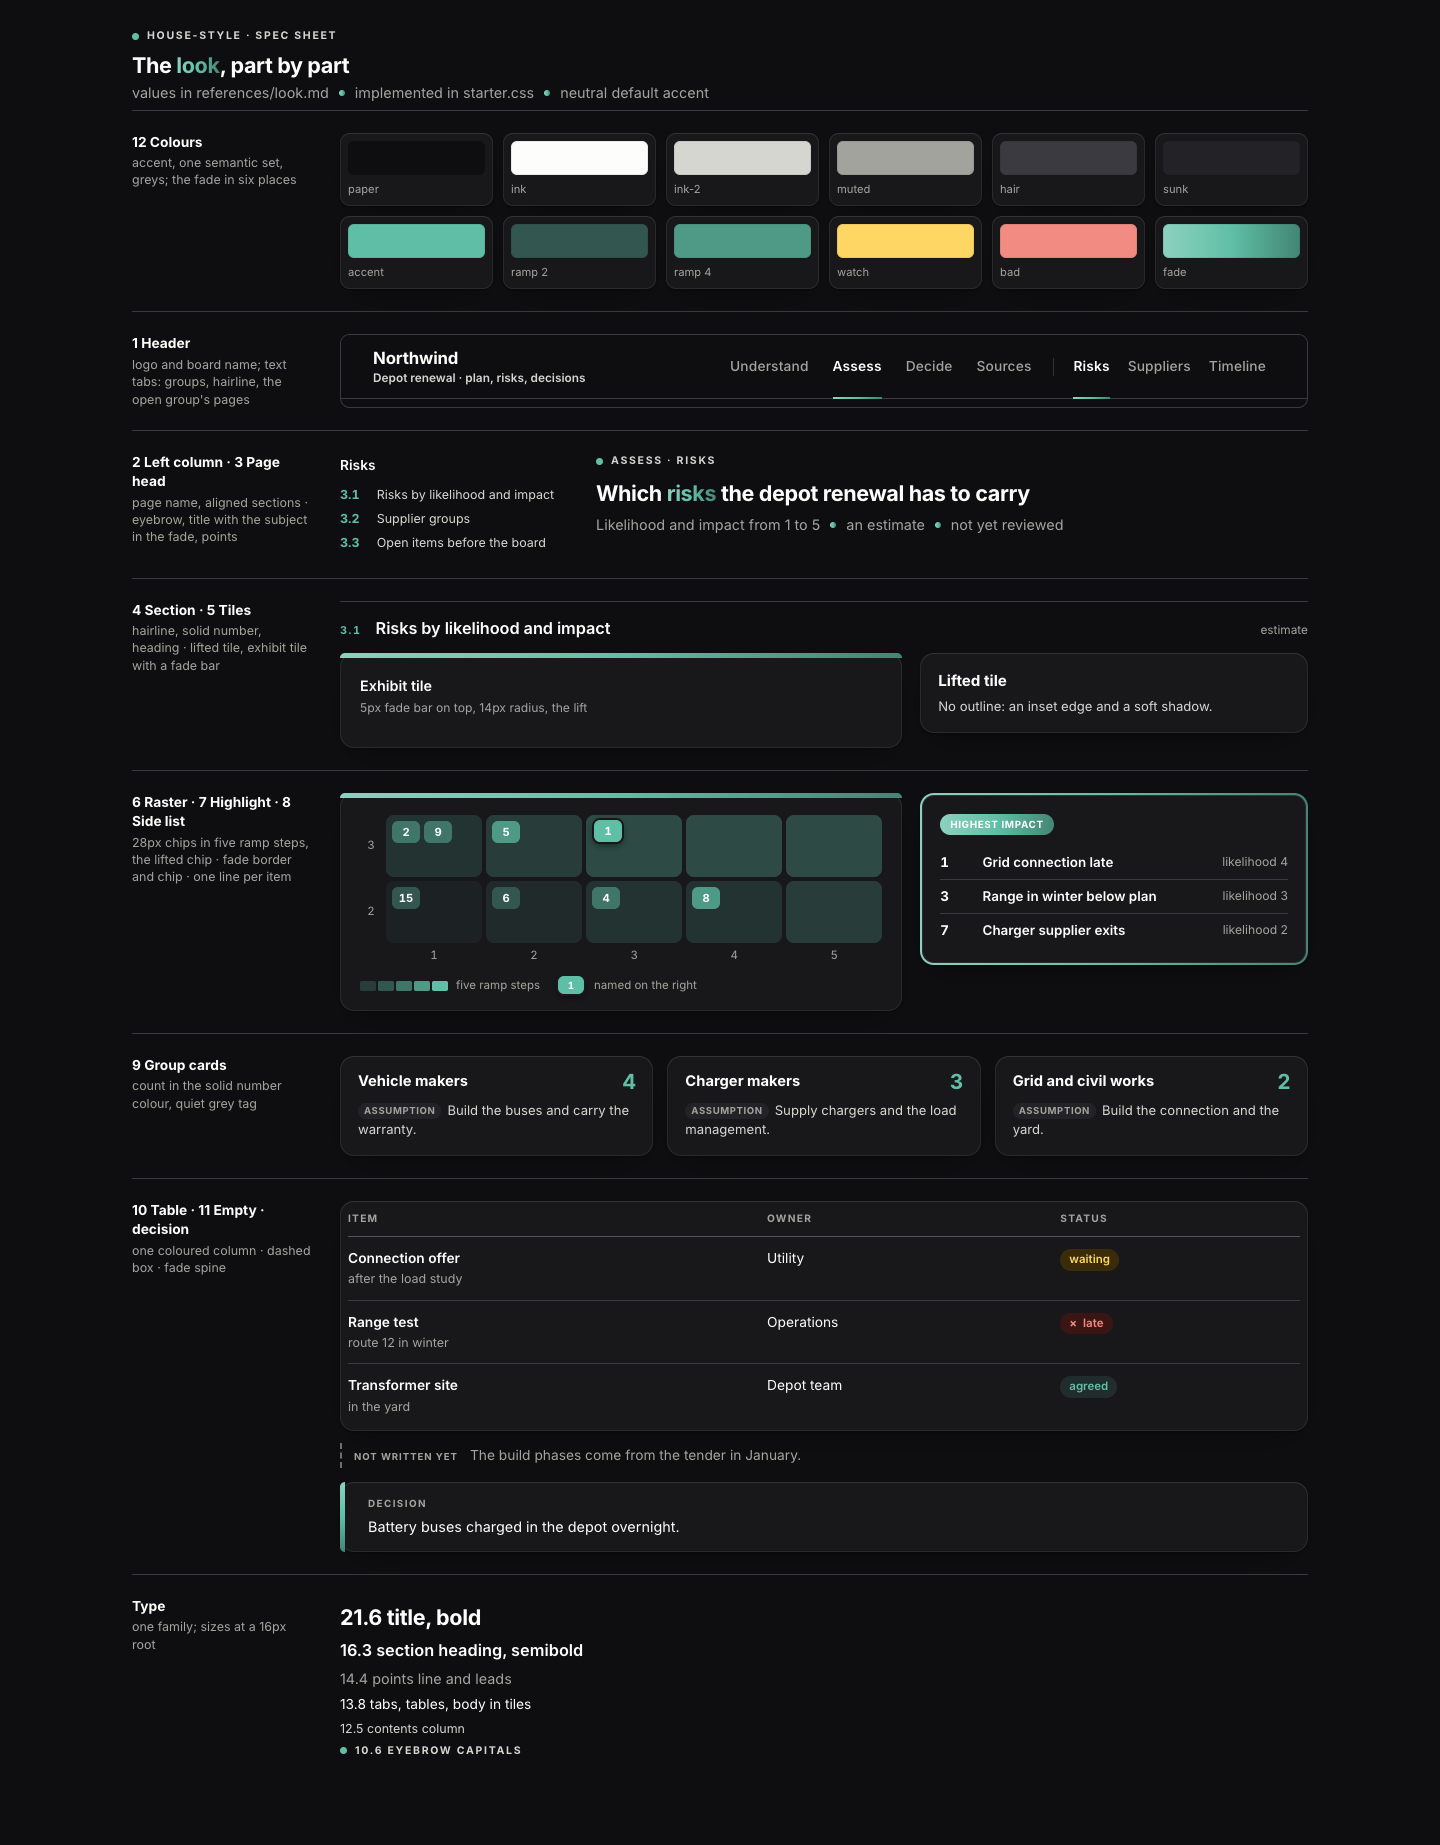 HOUSE-STYLE · SPEC SHEET
The look, part by part
values in references/look.md • implemented in starter.css • neutral default accent
12 Colours
accent, one semantic set,
greys; the fade in six places
paper
ink
ink-2
muted
hair
sunk
accent
ramp 2
ramp 4
watch
bad
fade
1 Header
logo and board name; text
tabs: groups, hairline, the
open group's pages
Northwind
Depot renewal · plan, risks, decisions
Understand Assess Decide Sources Risks Suppliers Timeline
2 Left column · 3 Page
head
page name, aligned sections ·
eyebrow, title with the subject
in the fade, points
Risks
3.1 Risks by likelihood and impact
3.2 Supplier groups
3.3 Open items before the board
ASSESS · RISKS
Which risks the depot renewal has to carry
Likelihood and impact from 1 to 5 • an estimate • not yet reviewed
4 Section · 5 Tiles
hairline, solid number,
heading · lifted tile, exhibit tile
with a fade bar
3.1 Risks by likelihood and impact
estimate
Exhibit tile
5px fade bar on top, 14px radius, the lift
Lifted tile
No outline: an inset edge and a soft shadow.
6 Raster · 7 Highlight · 8
Side list
28px chips in five ramp steps,
the lifted chip · fade border
and chip · one line per item
3 2 9 5 1
2 15 6 4 8
1 2 3 4 5
five ramp steps 1 named on the right
HIGHEST IMPACT
1 Grid connection late likelihood 4
3 Range in winter below plan likelihood 3
7 Charger supplier exits likelihood 2
9 Group cards
count in the solid number
colour, quiet grey tag
Vehicle makers 4
ASSUMPTION Build the buses and carry the
warranty.
Charger makers 3
ASSUMPTION Supply chargers and the load
management.
Grid and civil works 2
ASSUMPTION Build the connection and the
yard.
10 Table · 11 Empty ·
decision
one coloured column · dashed
box · fade spine
ITEM OWNER STATUS
Connection offer Utility waiting
after the load study
Range test Operations × late
route 12 in winter
Transformer site Depot team agreed
in the yard
NOT WRITTEN YET The build phases come from the tender in January.
DECISION
Battery buses charged in the depot overnight.
Type
one family; sizes at a 16px
root
21.6 title, bold
16.3 section heading, semibold
14.4 points line and leads
13.8 tabs, tables, body in tiles
12.5 contents column
10.6 EYEBROW CAPITALS